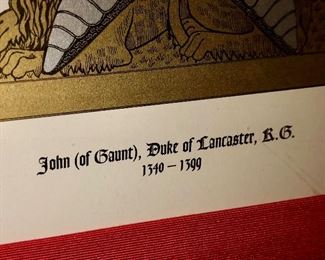 John (of Gaunt), Duke of Lancaster, K.G.
1340 – 1399